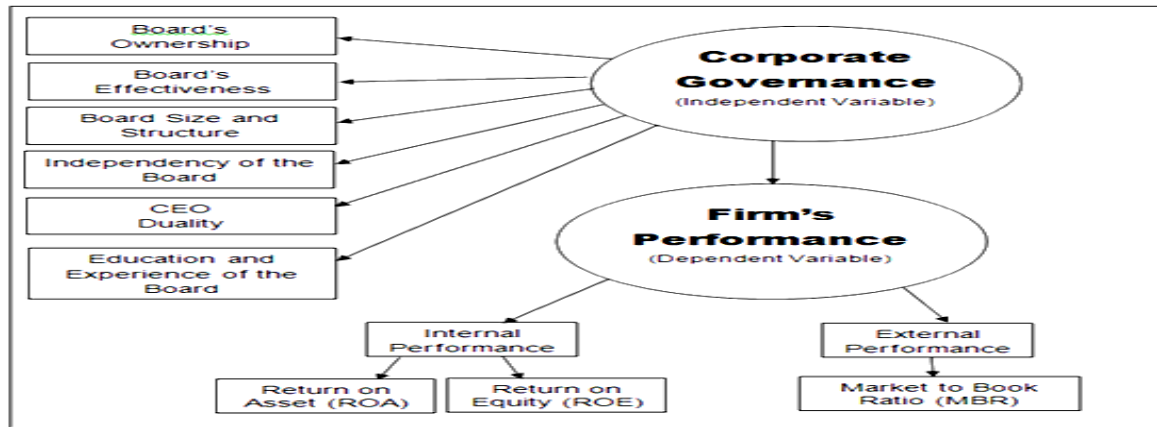 Board's
Ownership
Board's
Effectiveness
Board Size and
Structure
Independency of the
Board
CEO
Duality
Education and
Experience of the
Board
Corporate
Governance
(Independent Variable)
Firm's
Performance
(Dependent Variable)
Internal
Performance
External
Performance
Return on
Asset (ROA)
Return on
Equity (ROE)
Market to Book
Ratio (MBR)